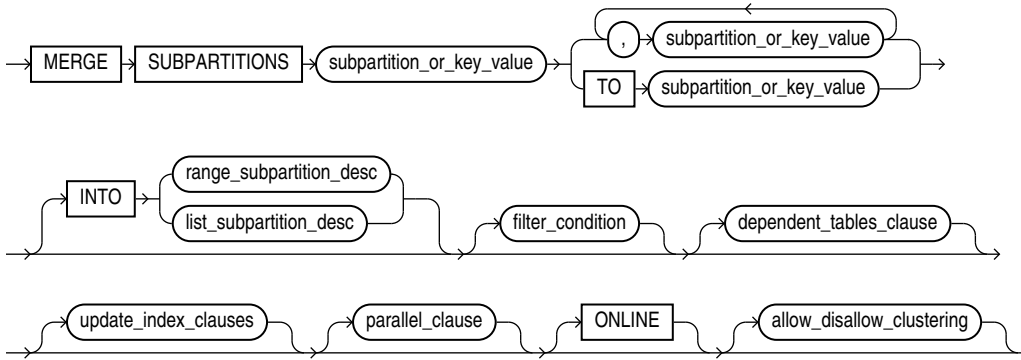 MERGE SUBPARTITIONS subpartition_or_key_value , subpartition_or_key_value
TO subpartition_or_key_value
INTO range_subpartition_desc
list_subpartition_desc filter_condition dependent_tables_clause
update_index_clauses parallel_clause ONLINE allow_disallow_clustering